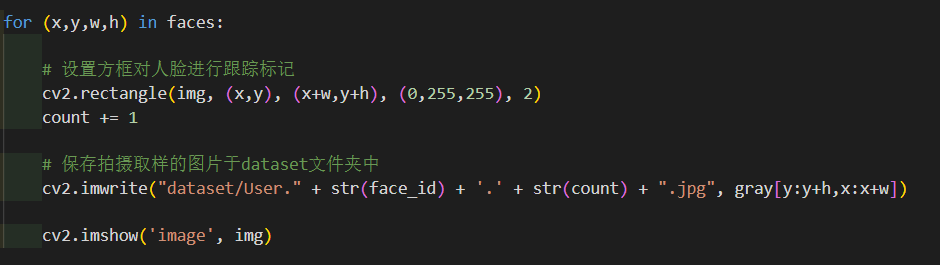 for (x,y,w,h) in faces:
# 设置方框对人脸进行跟踪标记
cv2.rectangle(img, (x,y), (x+w,y+h), (0,255,255), 2)
count += 1
# 保存拍摄取样的图片于dataset文件夹中
cv2.imwrite("dataset/User." + str(face_id) + '.' + str(count) + ".jpg", gray[y:y+h,x:x+w])
cv2.imshow('image', img)